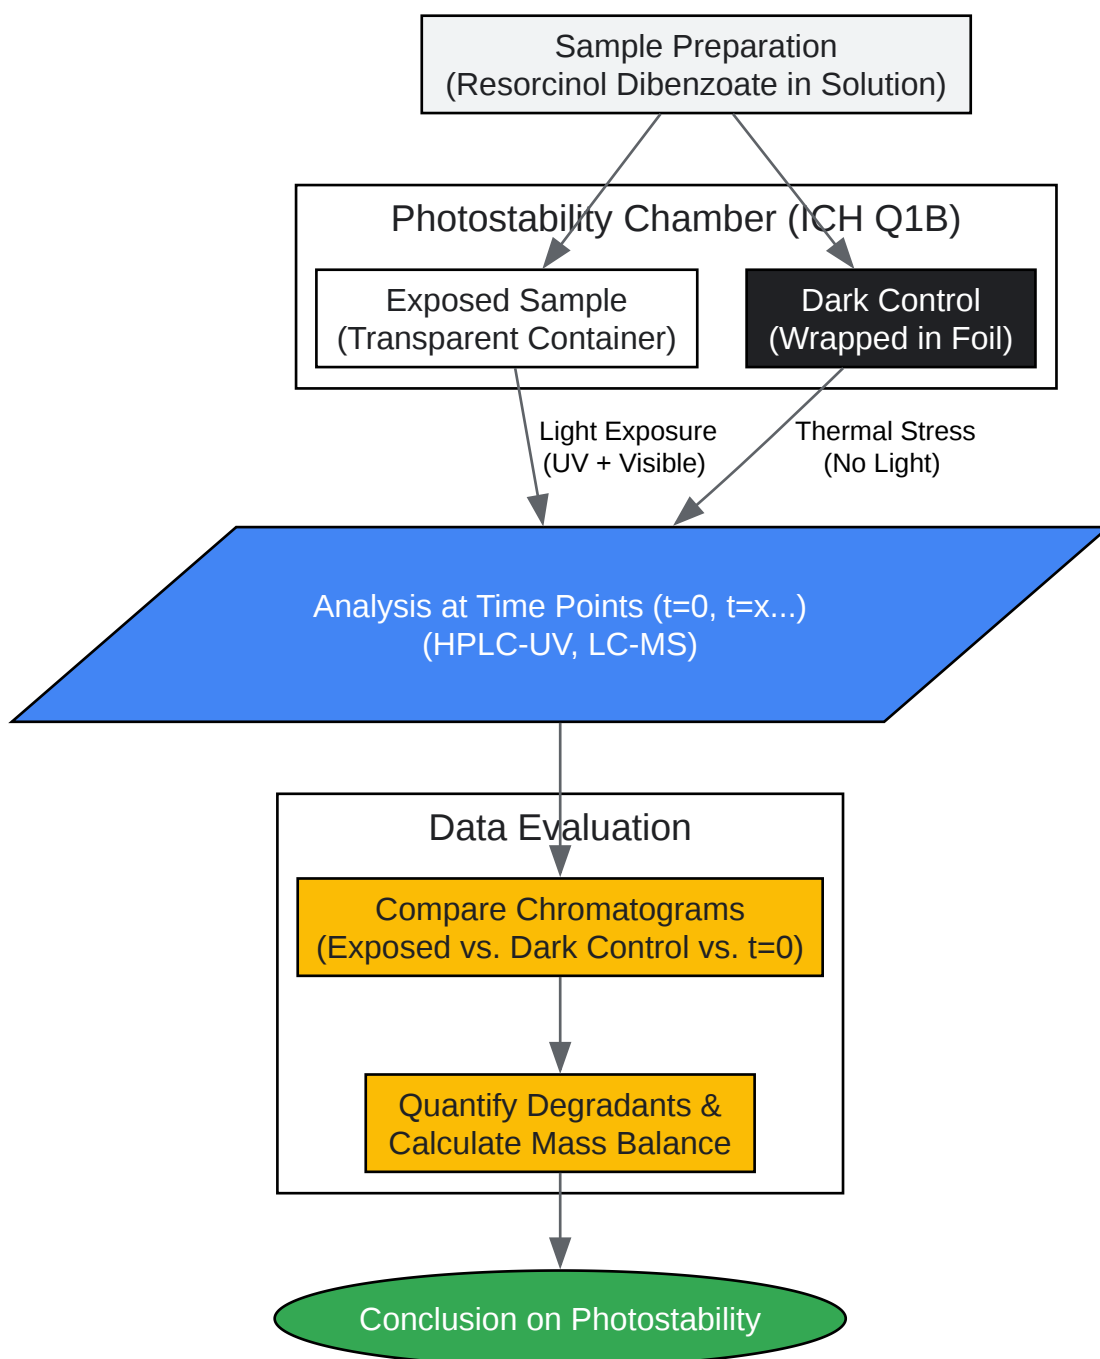 Sample Preparation
(Resorcinol Dibenzoate in Solution)
Photostability Chamber (ICH Q1B)
Exposed Sample
(Transparent Container)
Dark Control
(Wrapped in Foil)
Light Exposure
(UV + Visible)
Thermal Stress
(No Light)
Analysis at Time Points (t=0, t=x...)
(HPLC-UV, LC-MS)
Data Evaluation
Compare Chromatograms
(Exposed vs. Dark Control vs. t=0)
Quantify Degradants &
Calculate Mass Balance
Conclusion on Photostability